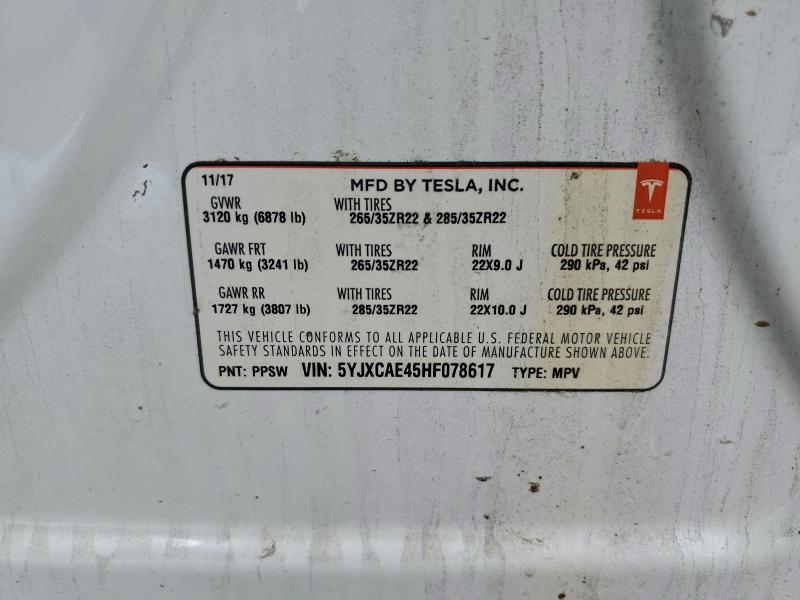 11/17 MFD BY TESLA, INC.
TESLA
GVWR WITH TIRES
3120 kg (6878 lb) 265/35ZR22 & 285/35ZR22
GAWR FRT WITH TIRES RIM COLD TIRE PRESSURE
1470 kg (3241 lb) 265/35ZR22 22X9.0 J 290 kPa, 42 psi
GAWR RR WITH TIRES RIM COLD TIRE PRESSURE
1727 kg (3807 lb) 285/35ZR22 22X10.0 J 290 kPa, 42 psi
THIS VEHICLE CONFORMS TO ALL APPLICABLE U.S. FEDERAL MOTOR VEHICLE
SAFETY STANDARDS IN EFFECT ON THE DATE OF MANUFACTURE SHOWN ABOVE.
PNT: PPSW VIN: 5YJXCAE45HF078617 TYPE: MPV